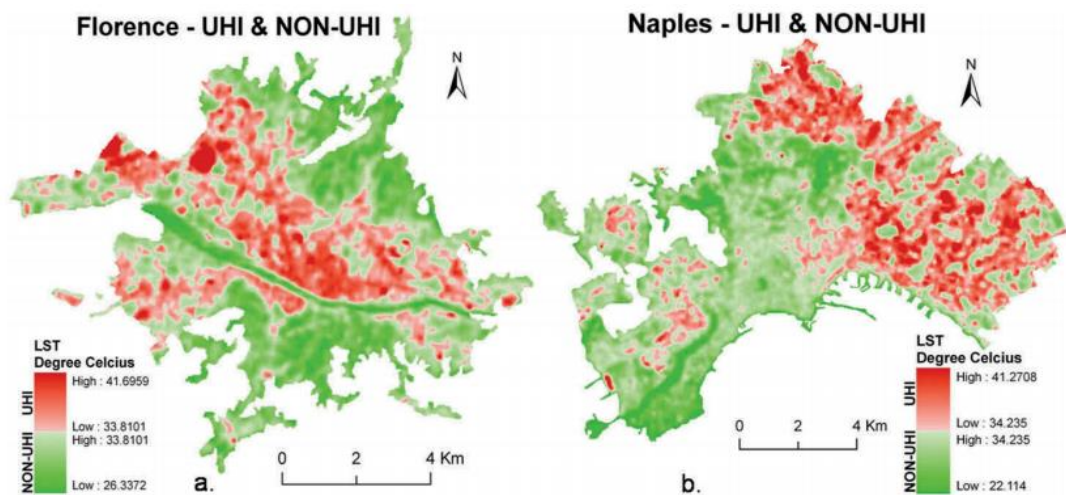 Florence - UHI & NON-UHI
N
LST
Degree Celcius
UHI
High : 41.6959
Low : 33.8101
NON-UHI
High : 33.8101
Low : 26.3372
0 2 4 Km
a.
Naples - UHI & NON-UHI
N
LST
Degree Celcius
UHI
High : 41.2708
Low : 34.235
NON-UHI
High : 34.235
Low : 22.114
0 2 4 Km
b.